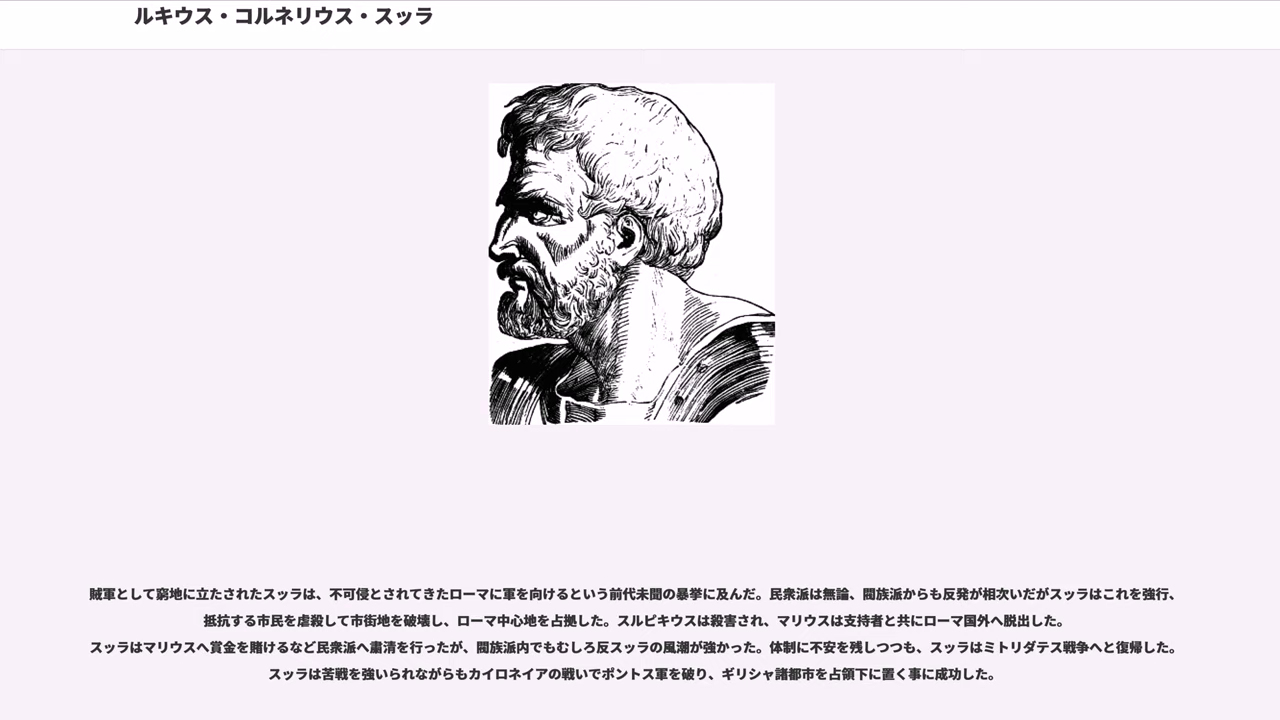 ルキウス・コルネリウス・スッラ
賊軍として窮地に立たされたスッラは、不可侵とされてきたローマに軍を向けるという前代未聞の暴挙に及んだ。民衆派は無論、閥族派からも反発が相次いだがスッラはこれを強行、
抵抗する市民を虐殺して市街地を破壊し、ローマ中心地を占拠した。スルピキウスは殺害され、マリウスは支持者と共にローマ国外へ脱出した。
スッラはマリウスへ賞金を賭けるなど民衆派へ粛清を行ったが、閥族派内でもむしろ反スッラの風潮が強かった。体制に不安を残しつつも、スッラはミトリダテス戦争へと復帰した。
スッラは苦戦を強いられながらもカイロネイアの戦いでポントス軍を破り、ギリシャ諸都市を占領下に置く事に成功した。